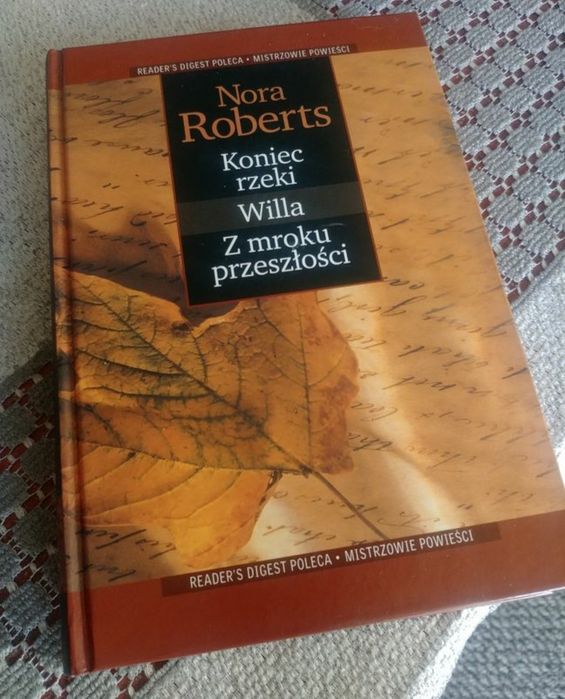 READER'S DIGEST POLECA • MISTRZOWIE POWIEŚCI
Nora
Roberts
Koniec
rzeki
Willa
Z mroku
przeszłości
READER'S DIGEST POLECA • MISTRZOWIE POWIEŚCI